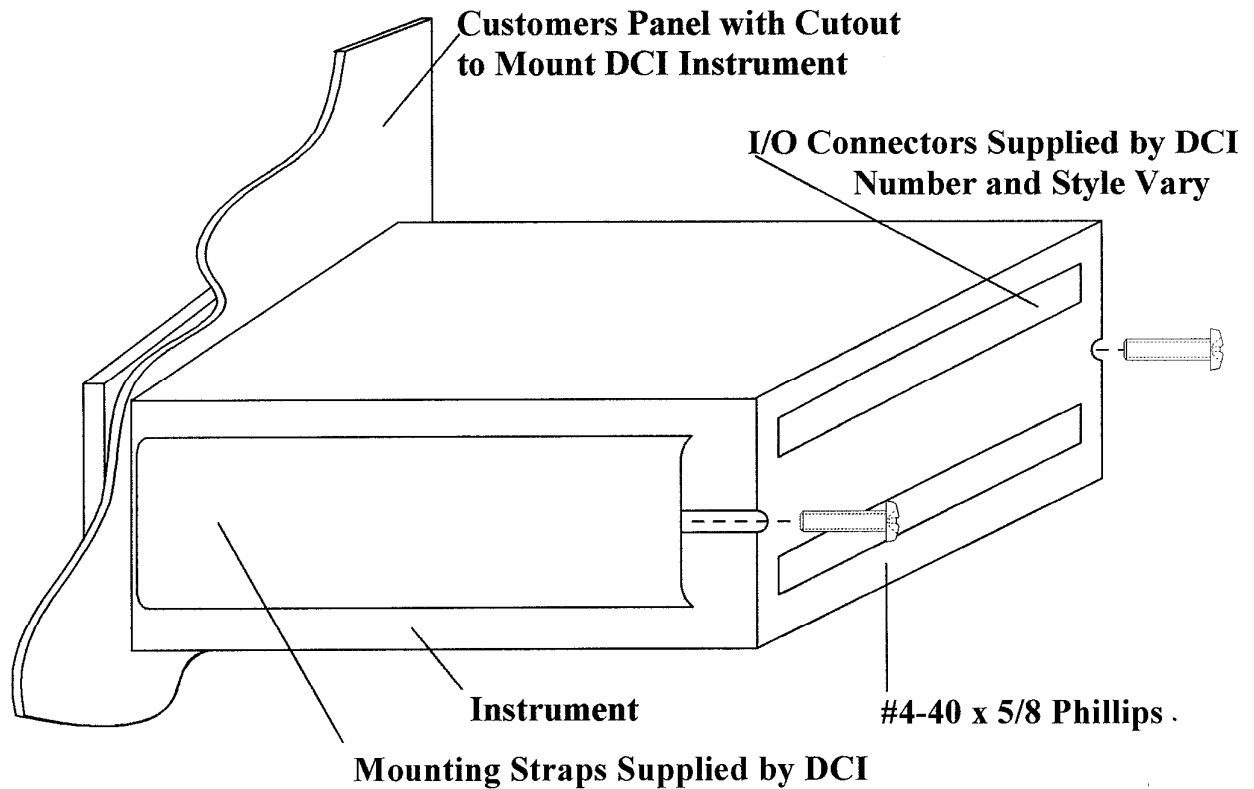 Customers Panel with Cutout
to Mount DCI Instrument
I/O Connectors Supplied by DCI
Number and Style Vary
Instrument
#4-40 x 5/8 Phillips .
Mounting Straps Supplied by DCI